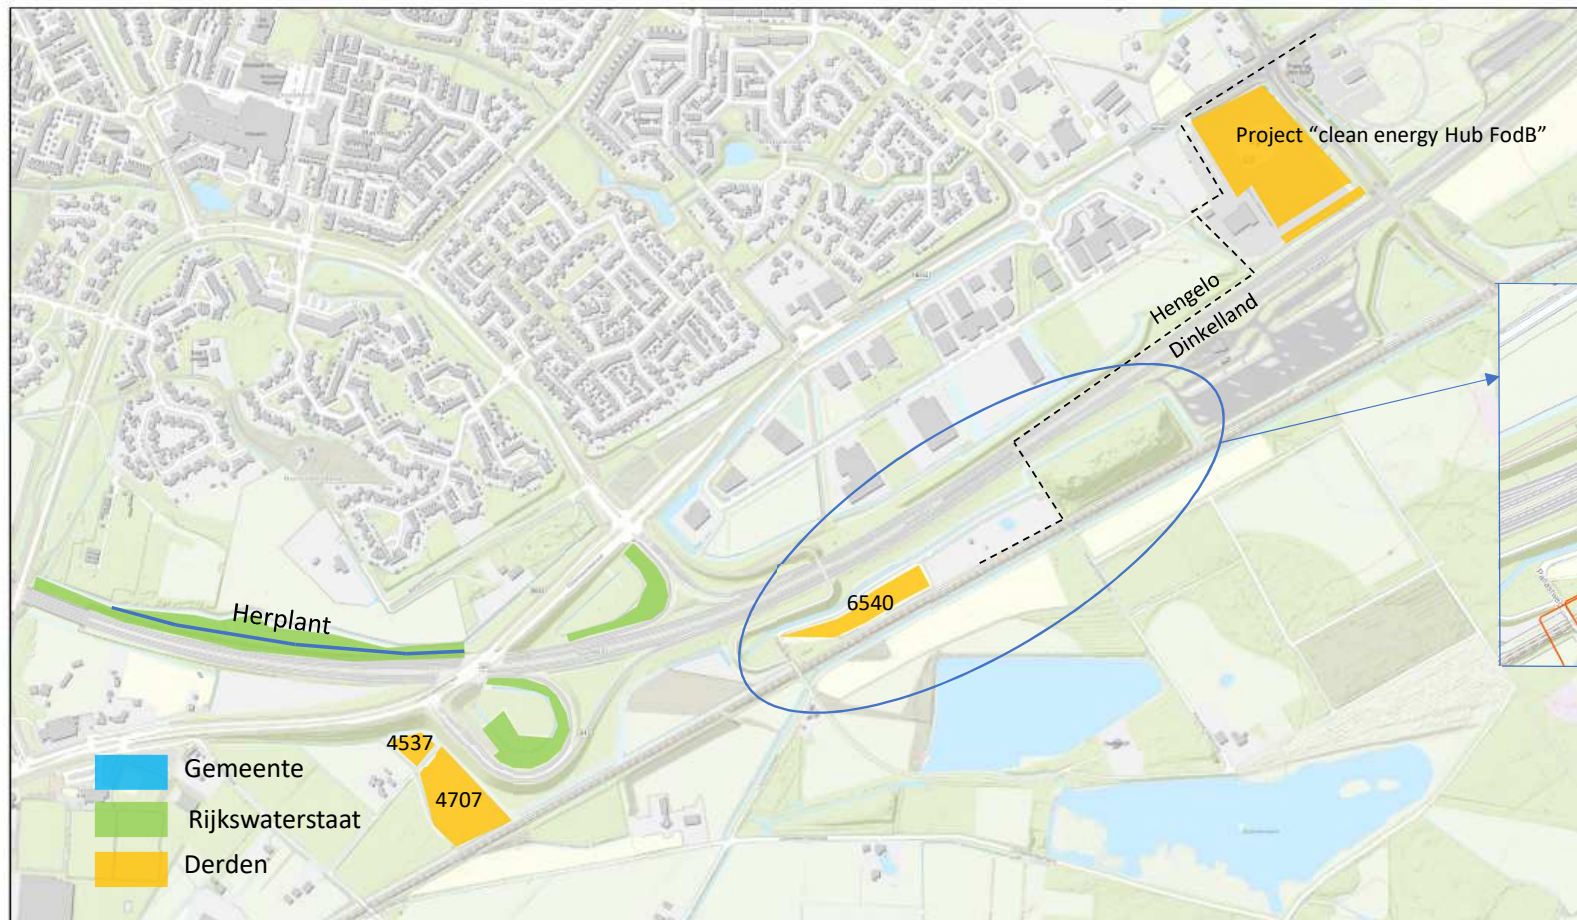 Project “clean energy Hub FodB”
Hengelo
Dinkelland
6540
Herplant
4537
4707
Gemeente
Rijkswaterstaat
Derden